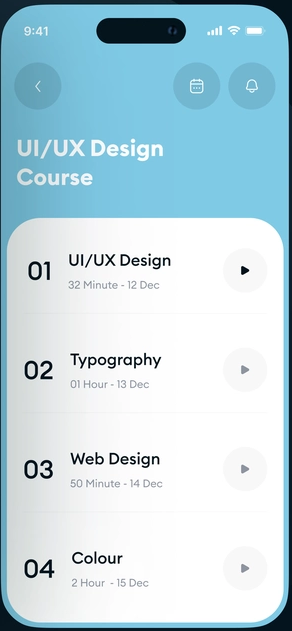 9:41
UI/UX Design
Course
01
UI/UX Design
32 Minute - 12 Dec
02
Typography
01 Hour - 13 Dec
03
Web Design
50 Minute - 14 Dec
04
Colour
2 Hour - 15 Dec